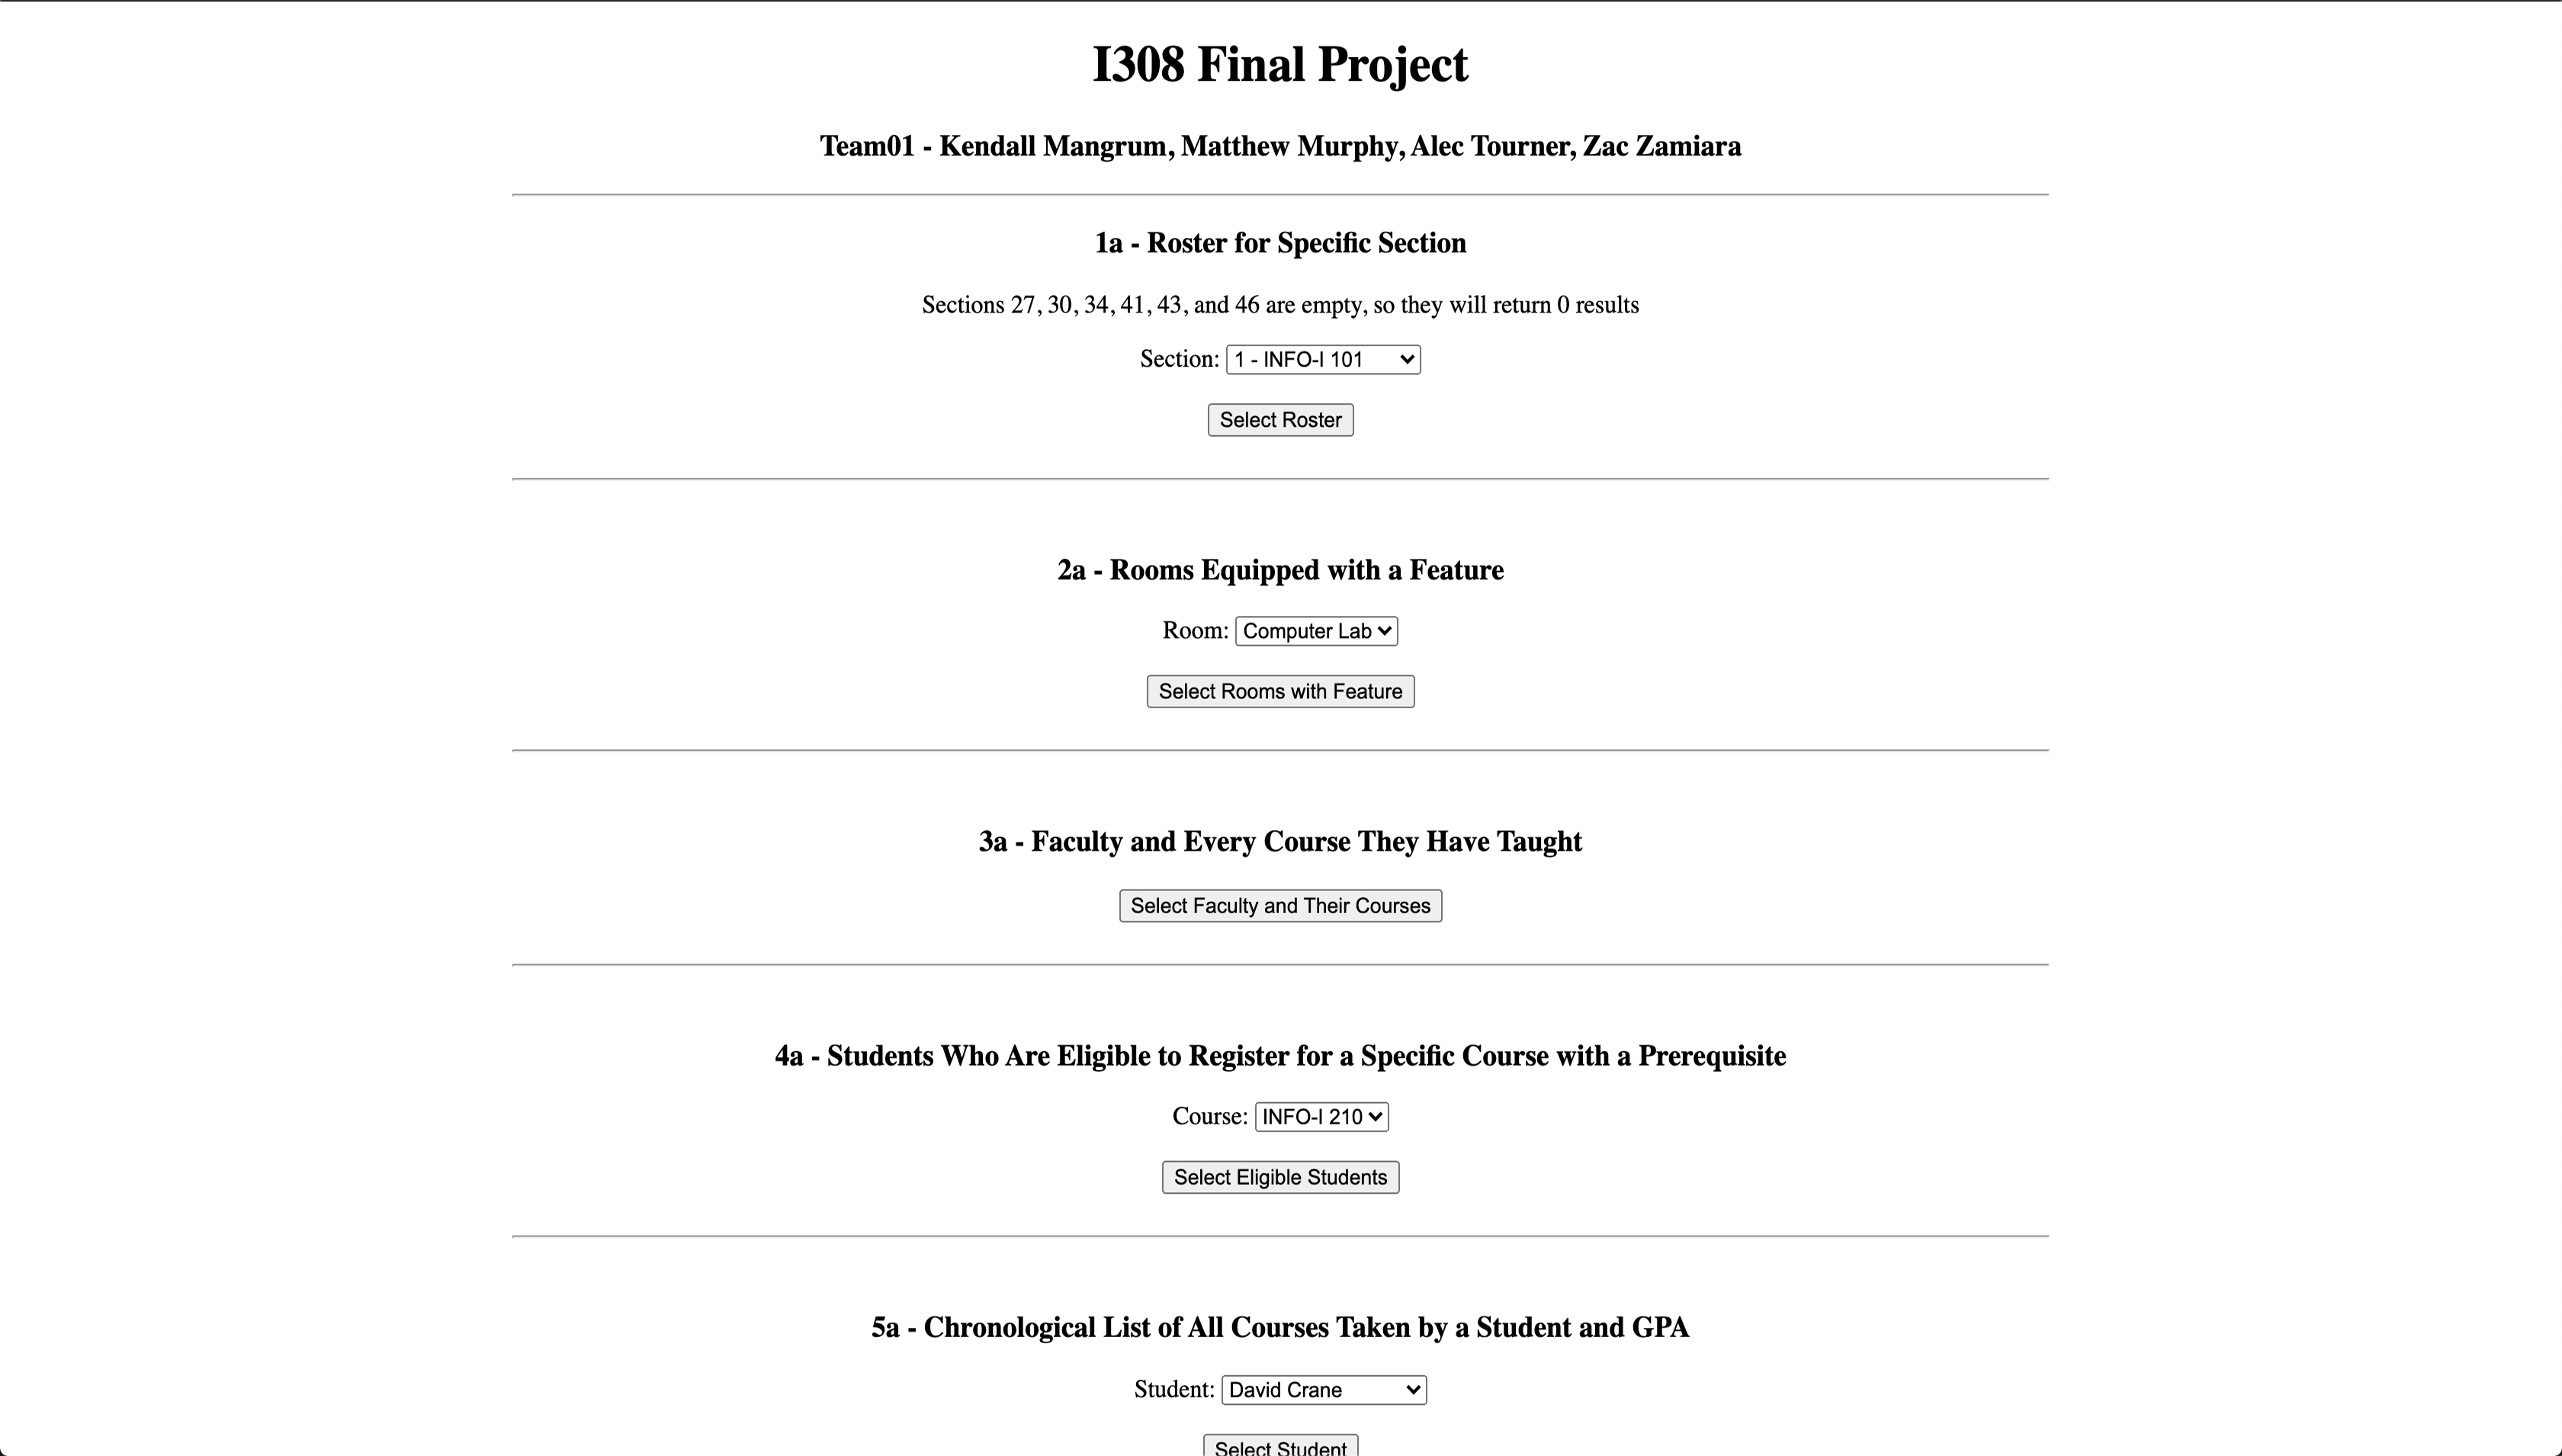 I308 Final Project
Team01 - Kendall Mangrum, Matthew Murphy, Alec Tourner, Zac Zamiara
1a - Roster for Specific Section
Sections 27, 30, 34, 41, 43, and 46 are empty, so they will return 0 results
Section: 1 - INFO-I 101
Select Roster
2a - Rooms Equipped with a Feature
Room: Computer Lab
Select Rooms with Feature
3a - Faculty and Every Course They Have Taught
Select Faculty and Their Courses
4a - Students Who Are Eligible to Register for a Specific Course with a Prerequisite
Course: INFO-I 210
Select Eligible Students
5a - Chronological List of All Courses Taken by a Student and GPA
Student: David Crane
Select Student